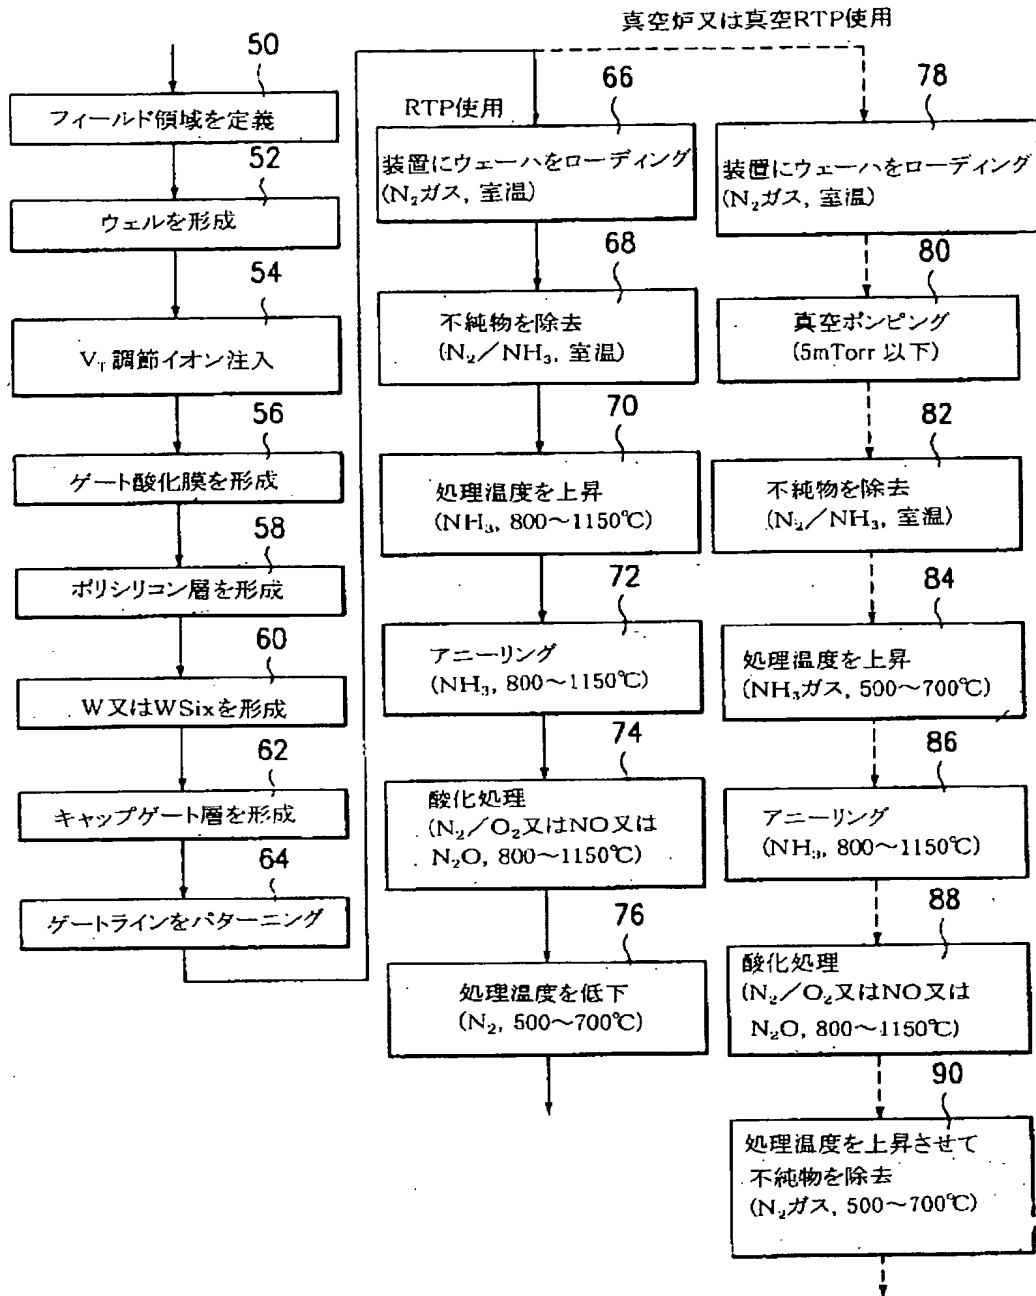 50
フィールド領域を定義
52
ウェルを形成
54
VT調節イオン注入
56
ゲート酸化膜を形成
58
ポリシリコン層を形成
60
W又はWSixを形成
62
キャップゲート層を形成
64
ゲートラインをパターニング
RTP使用
66
装置にウェーハをローディング
(N₂ガス, 室温)
68
不純物を除去
(N₂／NH₃, 室温)
70
処理温度を上昇
(NH₃, 800～1150℃)
72
アニーリング
(NH₃, 800～1150℃)
74
酸化処理
(N₂／O₂又はNO又は
N₂O, 800～1150℃)
76
処理温度を低下
(N₂, 500～700℃)
真空炉又は真空RTP使用
78
装置にウェーハをローディング
(N₂ガス, 室温)
80
真空ポンピング
(5mTorr 以下)
82
不純物を除去
(N₂／NH₃, 室温)
84
処理温度を上昇
(NH₃ガス, 500～700℃)
86
アニーリング
(NH₃, 800～1150℃)
88
酸化処理
(N₂／O₂又はNO又は
N₂O, 800～1150℃)
90
処理温度を上昇させて
不純物を除去
(N₂ガス, 500～700℃)